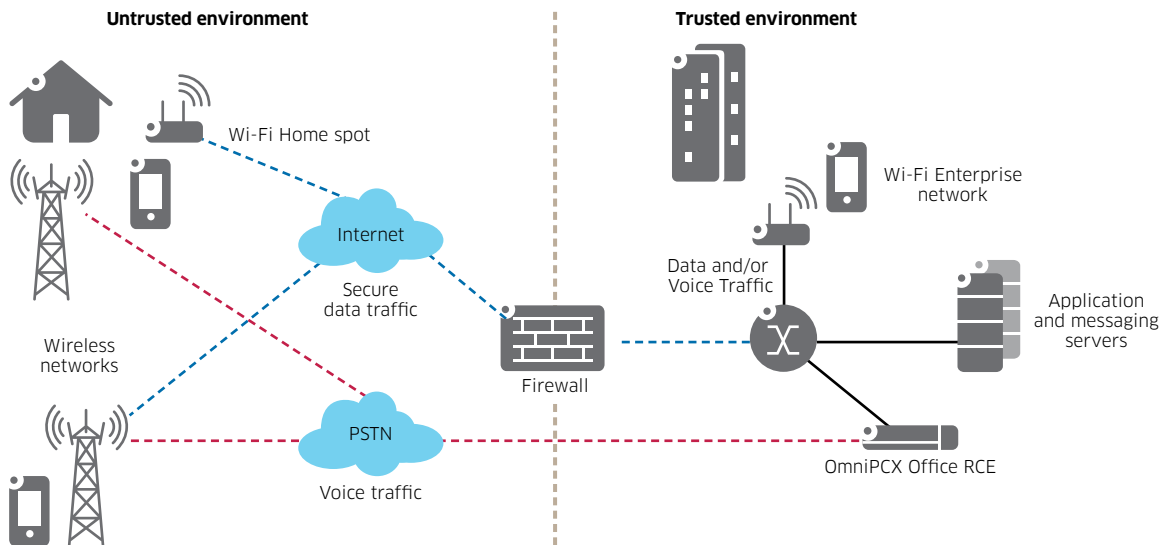 Untrusted environment
Trusted environment
Wi-Fi Home spot
Wi-Fi Enterprise
network
Internet
Secure
data traffic
Data and/or
Voice Traffic
Application
and messaging
servers
Wireless
networks
Firewall
PSTN
OmniPCX Office RCE
Voice traffic